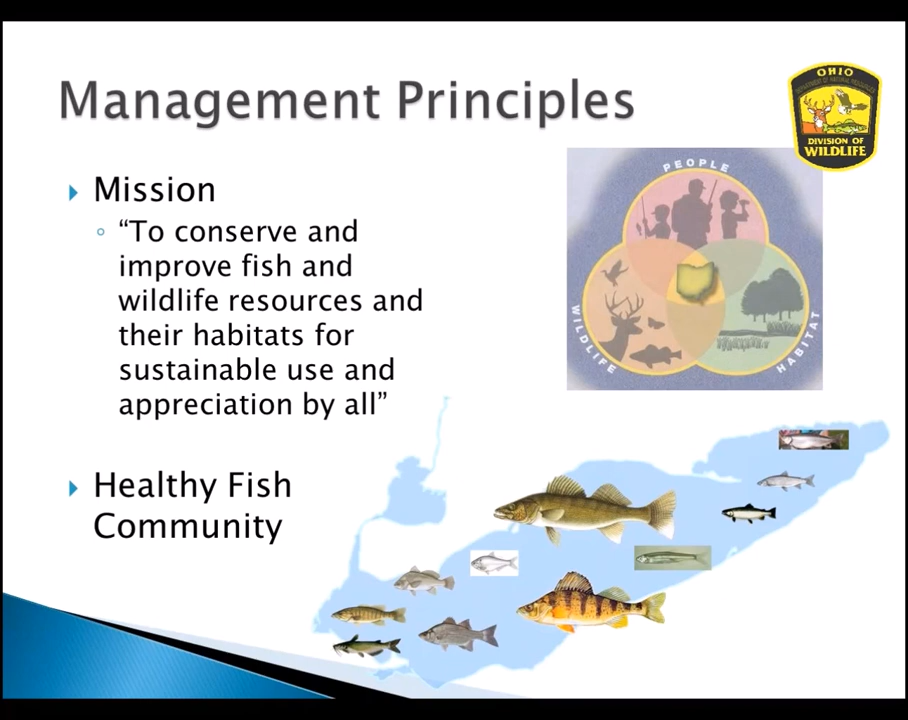 Management Principles
OHIO
DEPARTMENT OF NATURAL RESOURCES
DIVISION OF
WILDLIFE
Mission
"To conserve and
improve fish and
wildlife resources and
their habitats for
sustainable use and
appreciation by all"
PEOPLE
WILDLIFE
HABITAT
Healthy Fish
Community